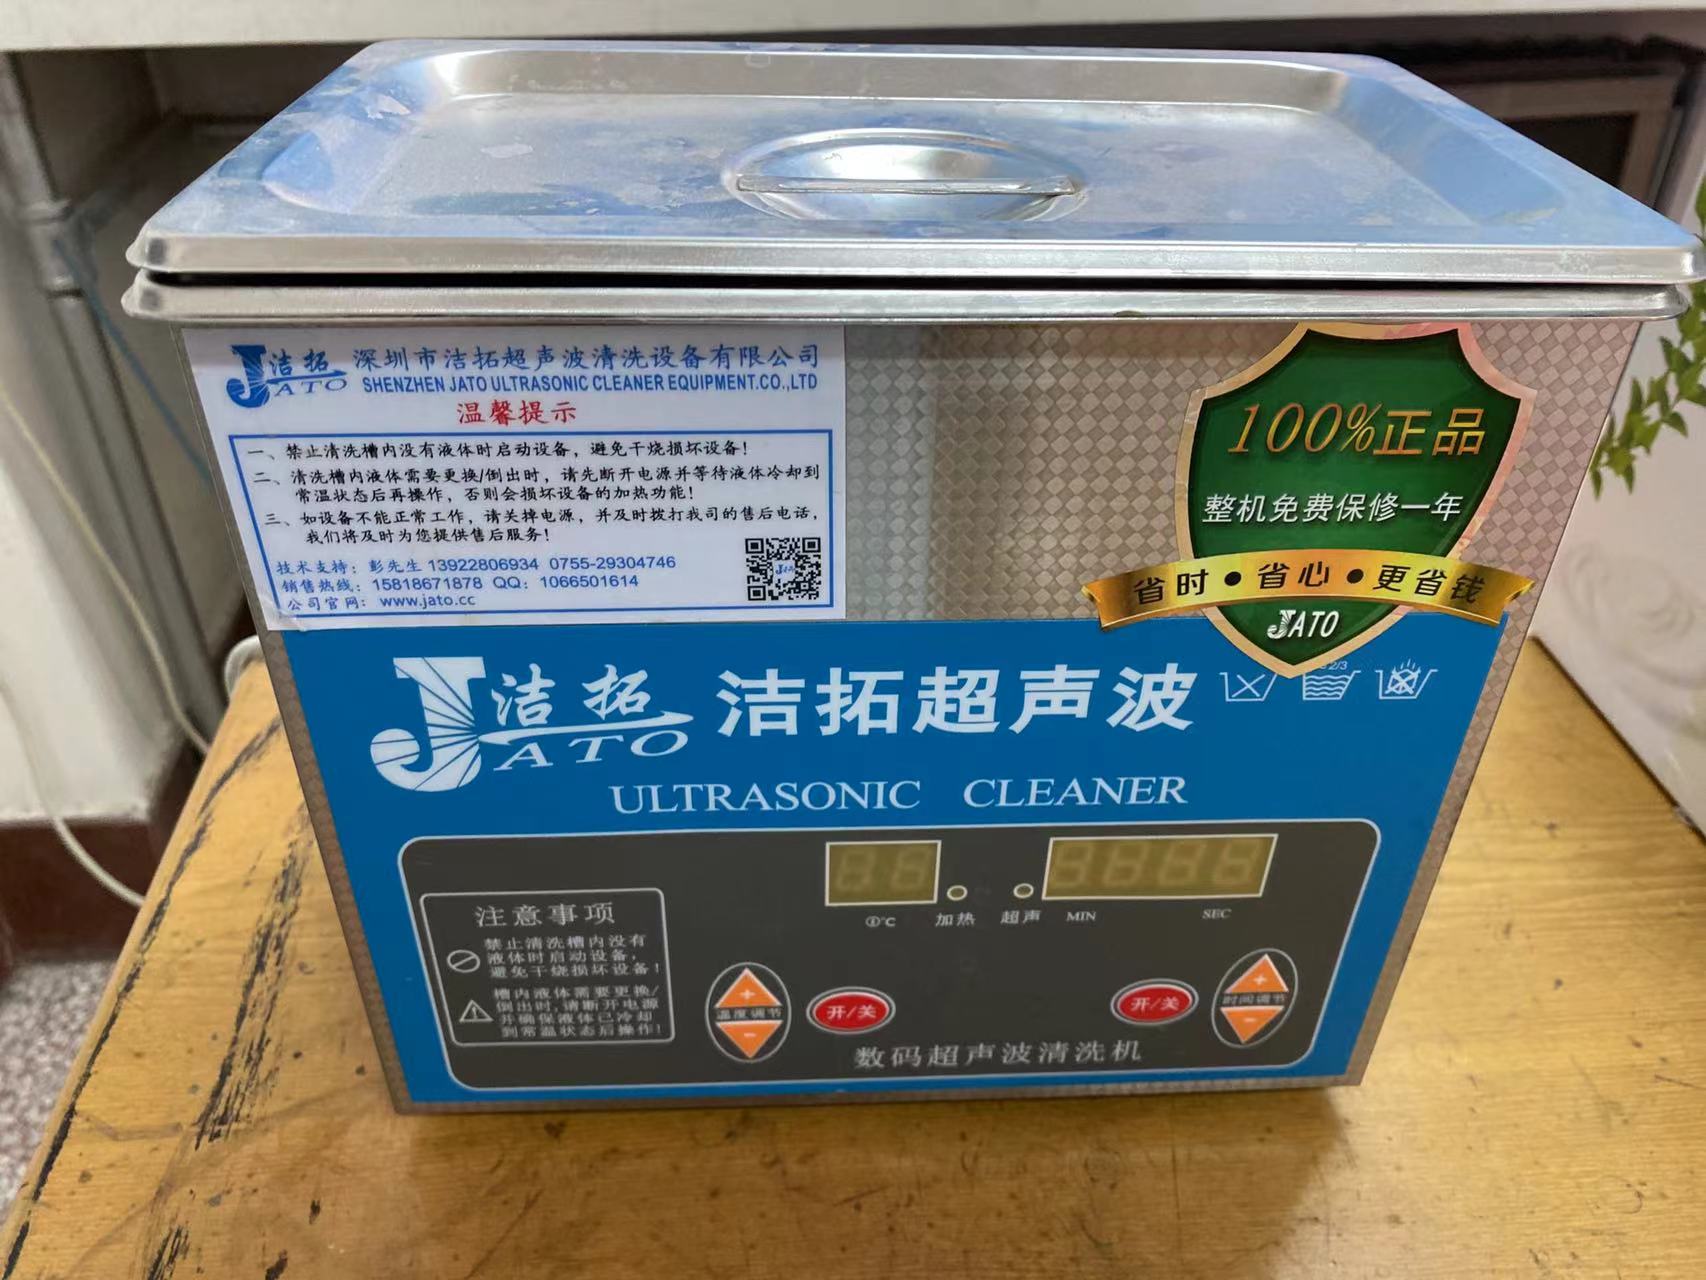 洁拓
JATO
深圳市洁拓超声波清洗设备有限公司
SHENZHEN JATO ULTRASONIC CLEANER EQUIPMENT.CO.,LTD
温馨提示
一、禁止清洗槽内没有液体时启动设备，避免干烧损坏设备！
二、清洗槽内液体需要更换/倒出时，请先断开电源并等待液体冷却到
常温状态后再操作，否则会损坏设备的加热功能！
三、如设备不能正常工作，请关掉电源，并及时拨打我司的售后电话，
我们将及时为您提供售后服务！
技术支持：彭先生 13922806934 0755-29304746
销售热线：15818671878 QQ：1066501614
公司官网：www.jato.cc
100%正品
整机免费保修一年
省时•省心•更省钱
JATO
洁拓
JATO
洁拓超声波
2/3
ULTRASONIC CLEANER
℃
加热
超声
MIN
SEC
注意事项
禁止清洗槽内没有
液体时启动设备，
避免干烧损坏设备！
槽内液体需要更换/
倒出时,请断开电源
并确保液体已冷却
到常温状态后操作!
+
温度调节
-
开/关
开/关
+
时间调节
-
数码超声波清洗机